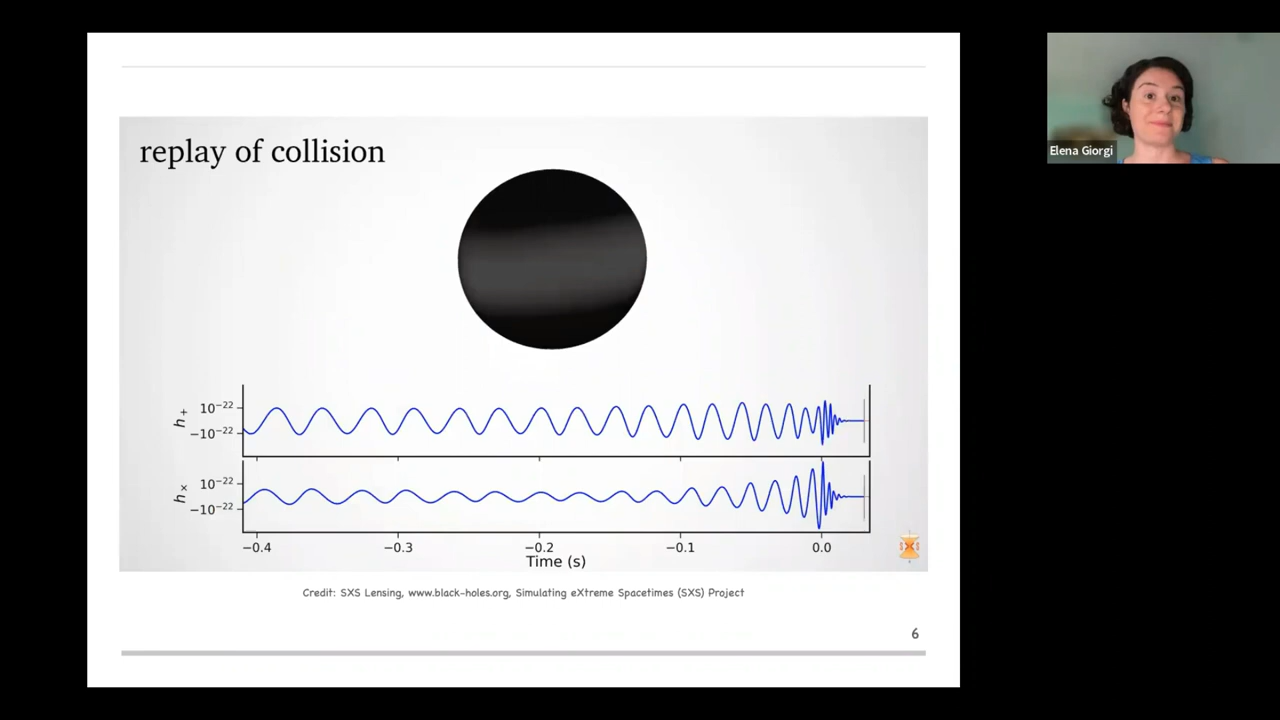 replay of collision
h₊
10⁻²²
−10⁻²²
hₓ
10⁻²²
−10⁻²²
−0.4 −0.3 −0.2 −0.1 0.0
Time (s)
Credit: SXS Lensing, www.black-holes.org, Simulating eXtreme Spacetimes (SXS) Project
6
Elena Giorgi